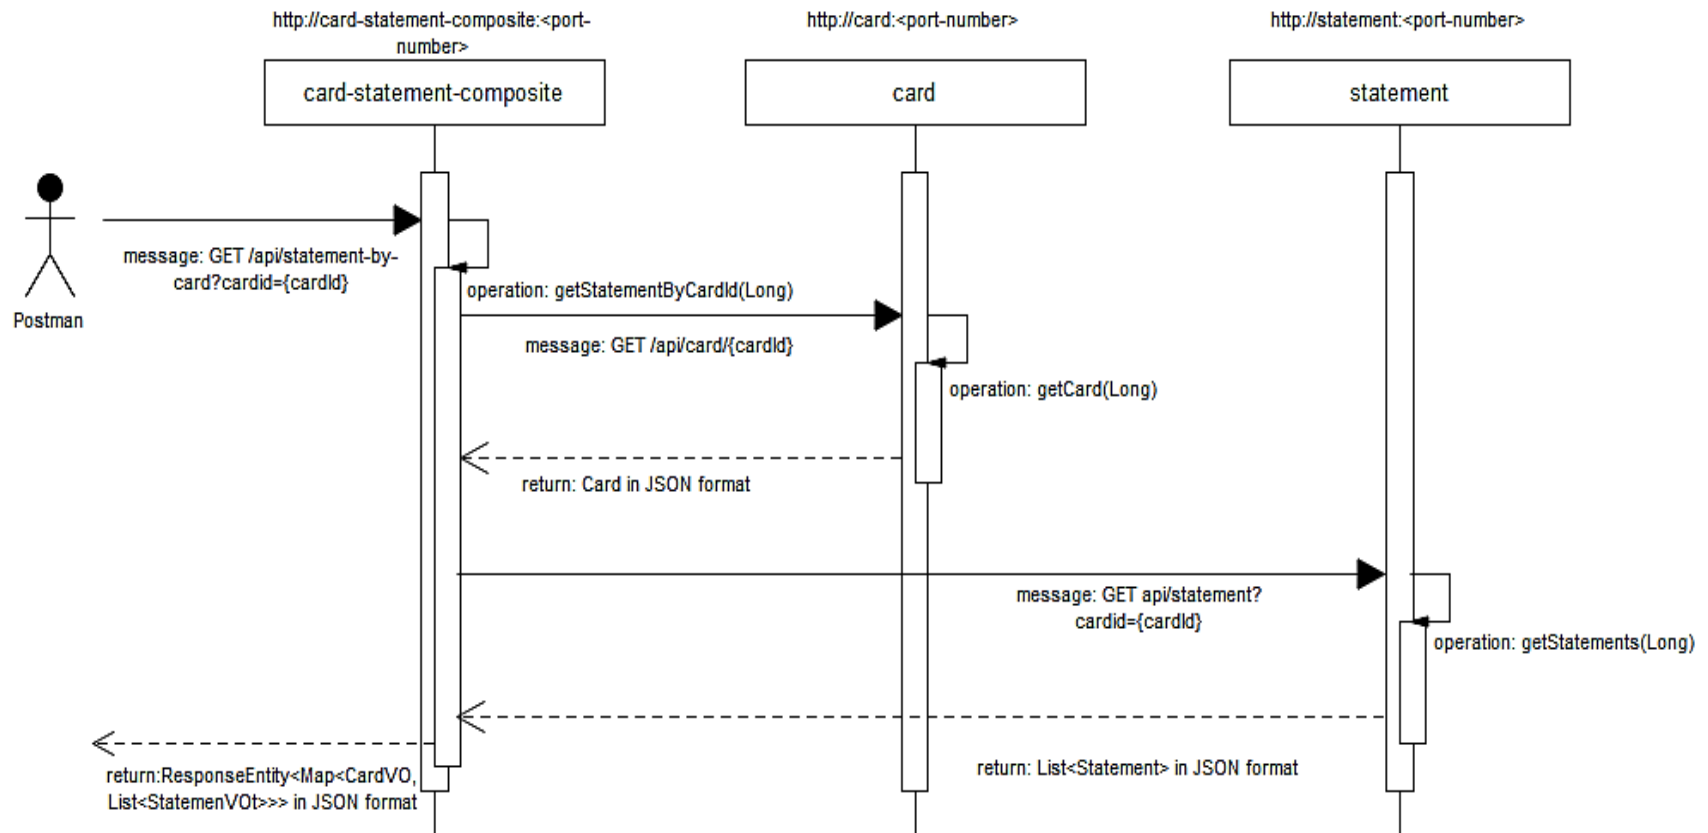 http://card-statement-composite:<port-
number>
http://card:<port-number>
http://statement:<port-number>
card-statement-composite
card
statement
message: GET /api/statement-by-
card?cardid={cardId}
Postman
operation: getStatementByCardId(Long)
message: GET /api/card/{cardId}
operation: getCard(Long)
return: Card in JSON format
message: GET api/statement?
cardid={cardId}
operation: getStatements(Long)
return: List<Statement> in JSON format
return:ResponseEntity<Map<CardVO,
List<StatemenVOt>>> in JSON format